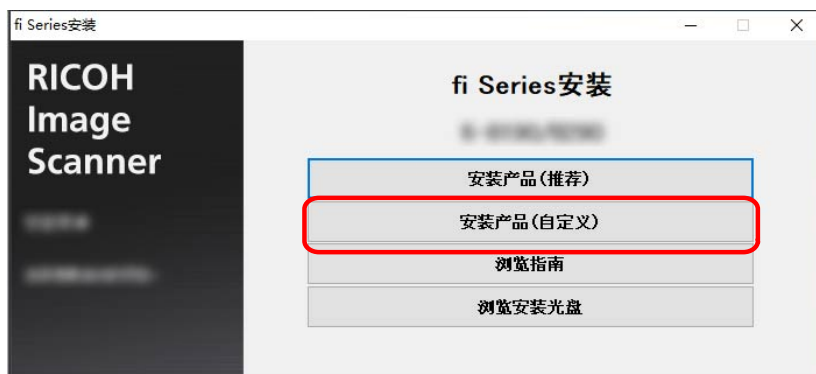 fi Series安装
RICOH
Image
Scanner
fi Series安装
安装产品(推荐)
安装产品(自定义)
浏览指南
浏览安装光盘